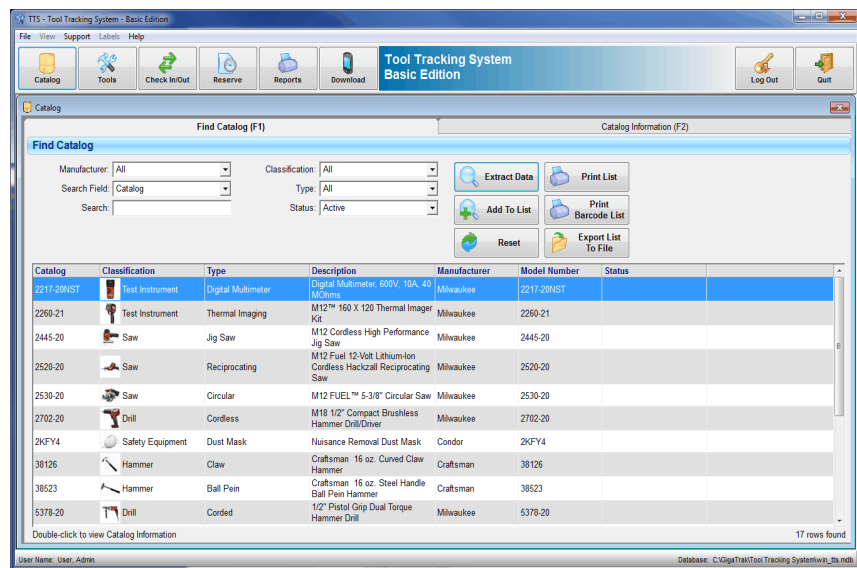 TTS - Tool Tracking System - Basic Edition
File View Support Labels Help
Catalog Tools Check In/Out Reserve Reports Download Tool Tracking System Basic Edition Log Out Quit
Catalog
Find Catalog (F1) Catalog Information (F2)
Find Catalog
Manufacturer: All Classification: All Extract Data Print List
Search Field: Catalog Type: All Add To List Print Barcode List
Search: Status: Active Reset Export List To File
Catalog Classification Type Description Manufacturer Model Number Status
2217-20NST Test Instrument Digital Multimeter Digital Multimeter, 600V, 10A, 40 MOhms Milwaukee 2217-20NST
2260-21 Test Instrument Thermal Imaging M12™ 160 X 120 Thermal Imager Kit Milwaukee 2260-21
2445-20 Saw Jig Saw M12 Cordless High Performance Jig Saw Milwaukee 2445-20
2520-20 Saw Reciprocating M12 Fuel 12-Volt Lithium-Ion Cordless Hackzall Reciprocating Saw Milwaukee 2520-20
2530-20 Saw Circular M12 FUEL™ 5-3/8" Circular Saw Milwaukee 2530-20
2702-20 Drill Cordless M18 1/2" Compact Brushless Hammer Drill/Driver Milwaukee 2702-20
2KFY4 Safety Equipment Dust Mask Nuisance Removal Dust Mask Condor 2KFY4
38126 Hammer Claw Craftsman 16 oz. Curved Claw Hammer Craftsman 38126
38523 Hammer Ball Pein Craftsman 16 oz. Steel Handle Ball Pein Hammer Craftsman 38523
5378-20 Drill Corded 1/2" Pistol Grip Dual Torque Hammer Drill Milwaukee 5378-20
Double-click to view Catalog Information 17 rows found
User Name: User, Admin Database: C:\GigaTrak\Tool Tracking System\win_tts.mdb